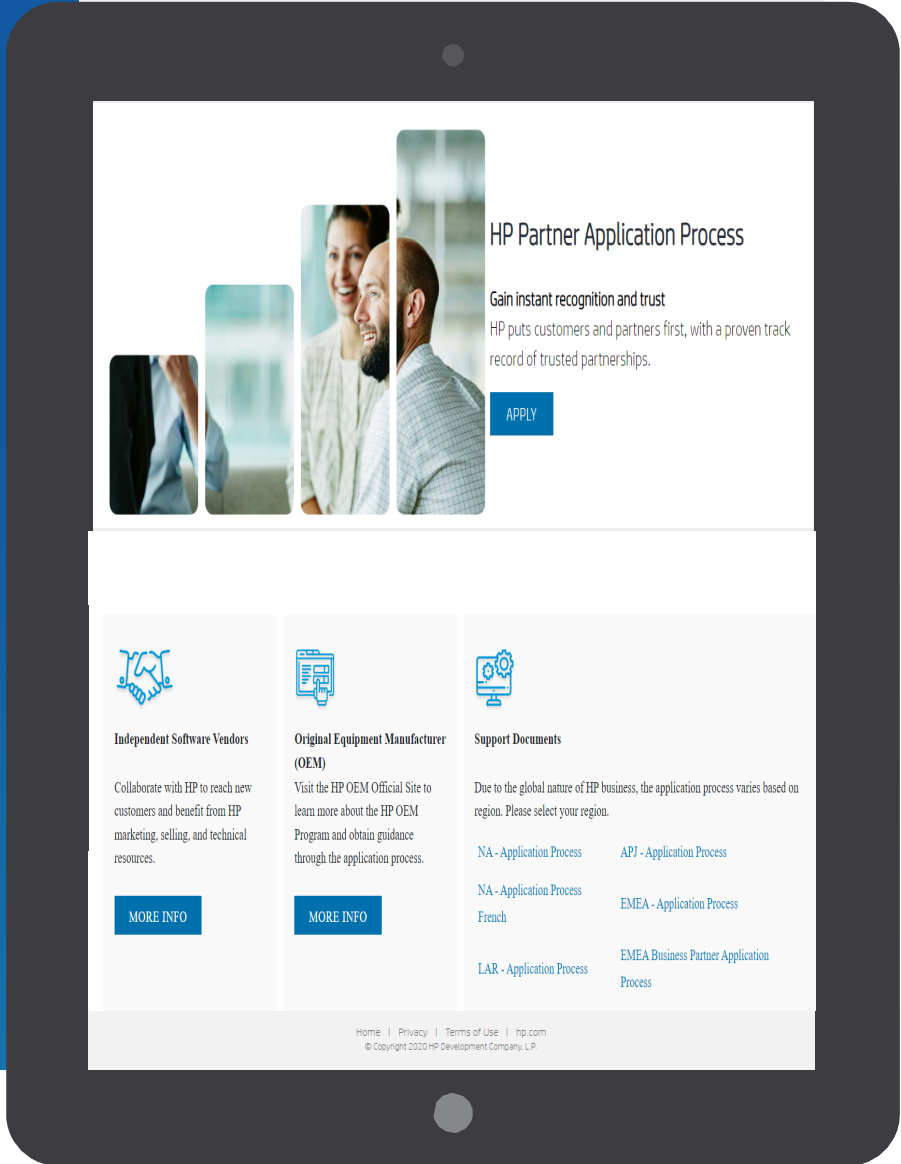 HP Partner Application Process
Gain instant recognition and trust
HP puts customers and partners first, with a proven track
record of trusted partnerships.
APPLY
Independent Software Vendors
Collaborate with HP to reach new
customers and benefit from HP
marketing, selling, and technical
resources.
MORE INFO
Original Equipment Manufacturer
(OEM)
Visit the HP OEM Official Site to
learn more about the HP OEM
Program and obtain guidance
through the application process.
MORE INFO
Support Documents
Due to the global nature of HP business, the application process varies based on
region. Please select your region.
NA - Application Process
APJ - Application Process
NA - Application Process
French
EMEA - Application Process
LAR - Application Process
EMEA Business Partner Application
Process
Home | Privacy | Terms of Use | hp.com
© Copyright 2020 HP Development Company, L.P.